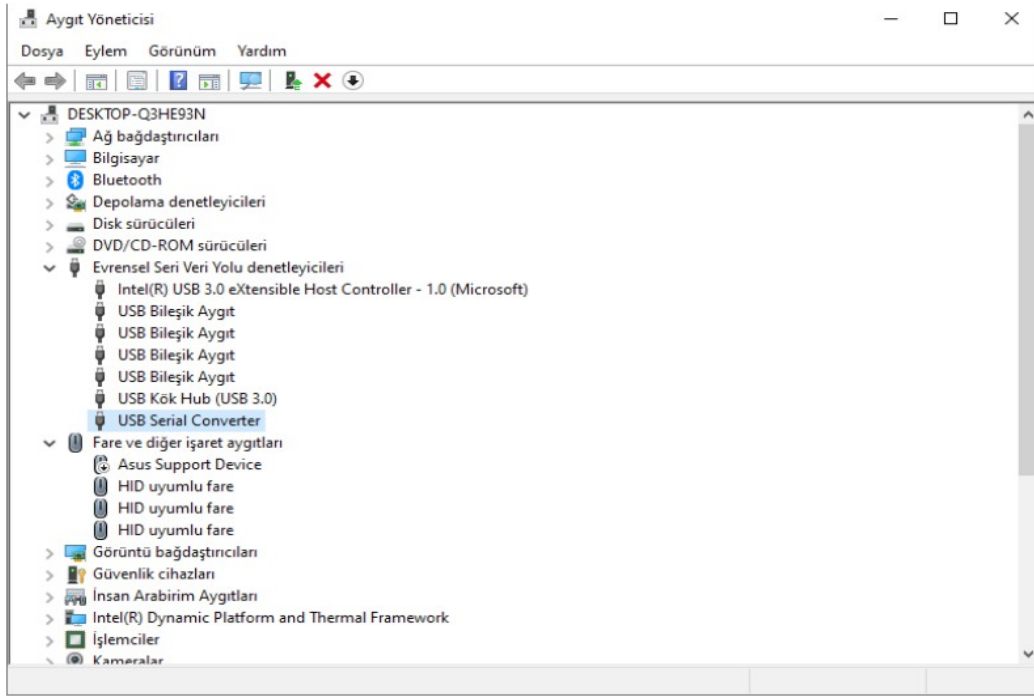 Aygıt Yöneticisi
Dosya Eylem Görünüm Yardım
DESKTOP-Q3HE93N
Ağ bağdaştırıcıları
Bilgisayar
Bluetooth
Depolama denetleyicileri
Disk sürücüleri
DVD/CD-ROM sürücüleri
Evrensel Seri Veri Yolu denetleyicileri
Intel(R) USB 3.0 eXtensible Host Controller - 1.0 (Microsoft)
USB Bileşik Aygıt
USB Bileşik Aygıt
USB Bileşik Aygıt
USB Bileşik Aygıt
USB Kök Hub (USB 3.0)
USB Serial Converter
Fare ve diğer işaret aygıtları
Asus Support Device
HID uyumlu fare
HID uyumlu fare
HID uyumlu fare
Görüntü bağdaştırıcıları
Güvenlik cihazları
İnsan Arabirim Aygıtları
Intel(R) Dynamic Platform and Thermal Framework
İşlemciler
Kameralar